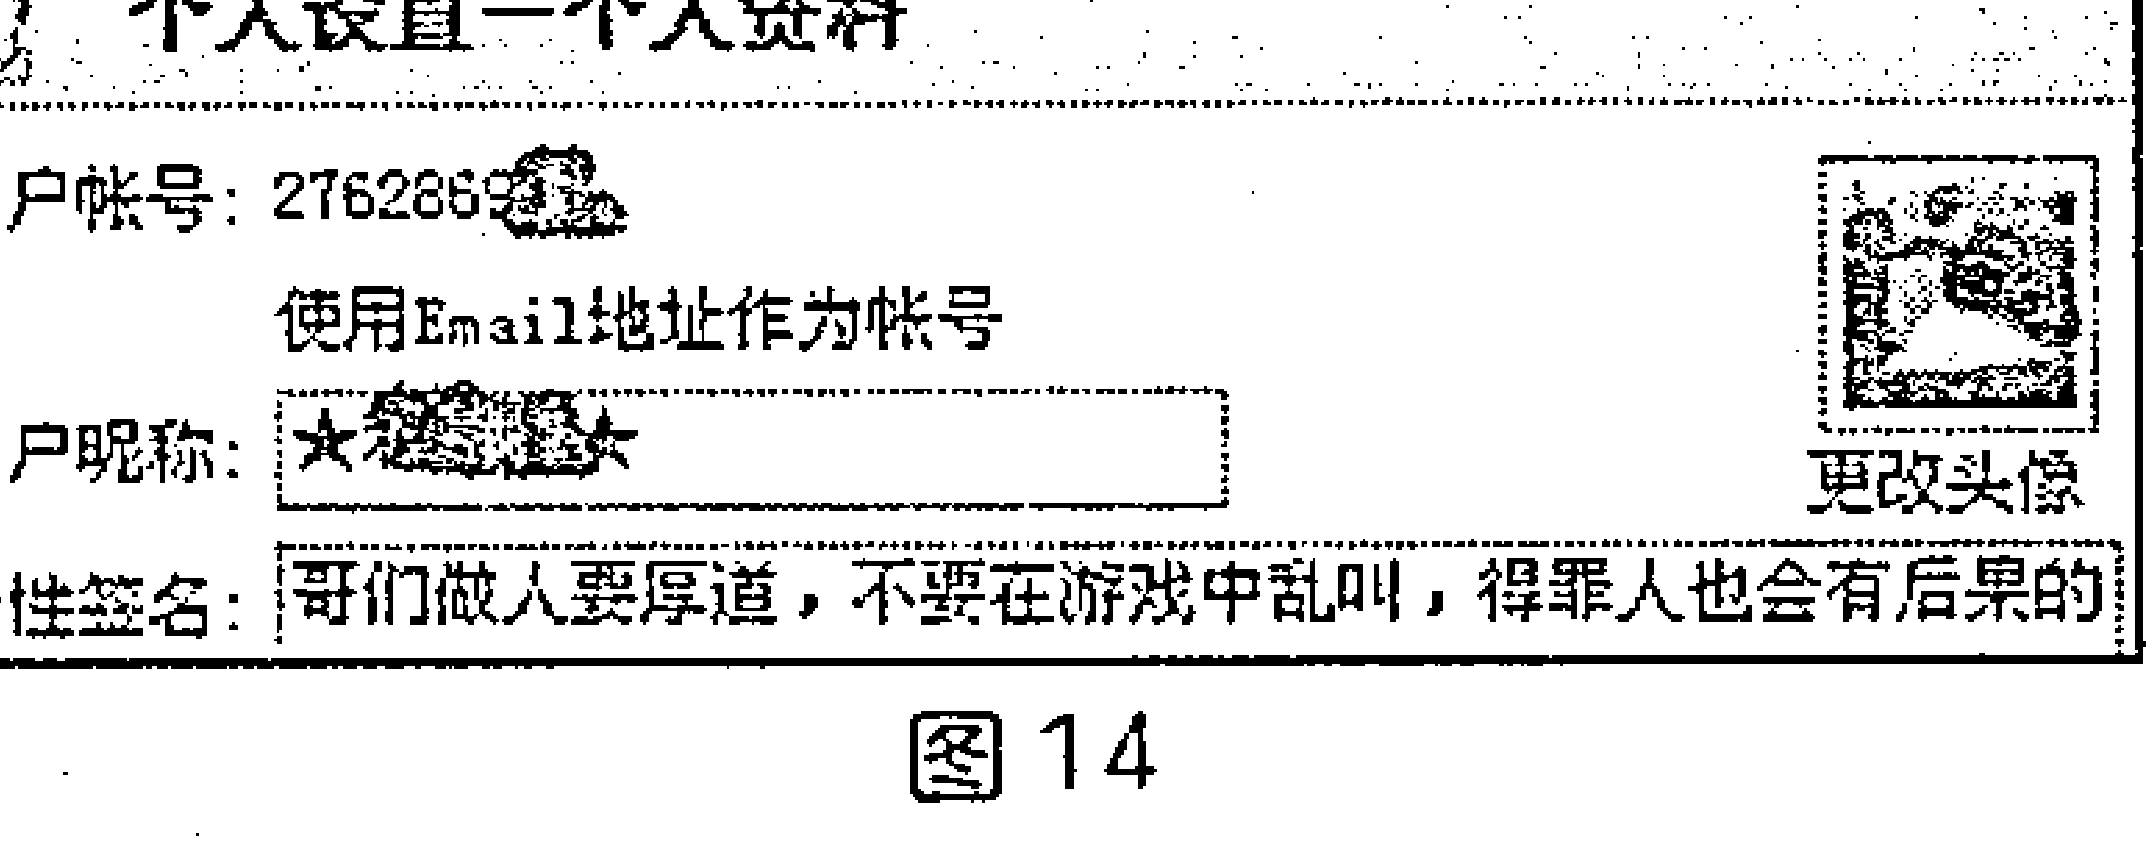 个人设置—个人资料
户帐号: 2762869
使用Email地址作为帐号
户昵称: ★ ★
更改头像
性签名: 哥们做人要厚道，不要在游戏中乱叫，得罪人也会有后果的
图14